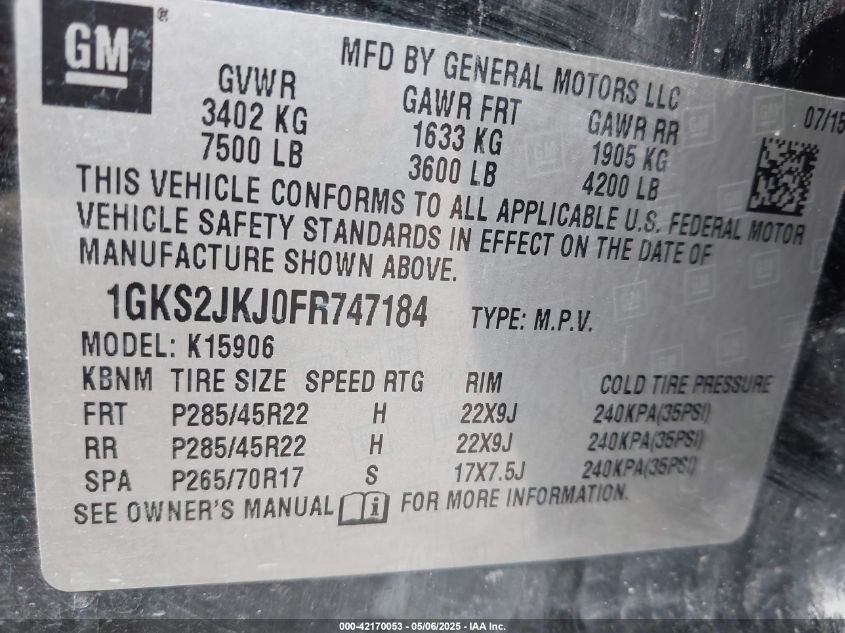 GM ®
MFD BY GENERAL MOTORS LLC
07/15
GVWR GAWR FRT GAWR RR
3402 KG 1633 KG 1905 KG
7500 LB 3600 LB 4200 LB
THIS VEHICLE CONFORMS TO ALL APPLICABLE U.S. FEDERAL MOTOR
VEHICLE SAFETY STANDARDS IN EFFECT ON THE DATE OF
MANUFACTURE SHOWN ABOVE.
1GKS2JKJ0FR747184 TYPE: M.P.V.
MODEL: K15906
KBNM TIRE SIZE SPEED RTG RIM COLD TIRE PRESSURE
FRT P285/45R22 H 22X9J 240KPA(35PSI)
RR P285/45R22 H 22X9J 240KPA(35PSI)
SPA P265/70R17 S 17X7.5J 240KPA(35PSI)
SEE OWNER'S MANUAL i FOR MORE INFORMATION.
000-42170053 - 05/06/2025 - IAA Inc.